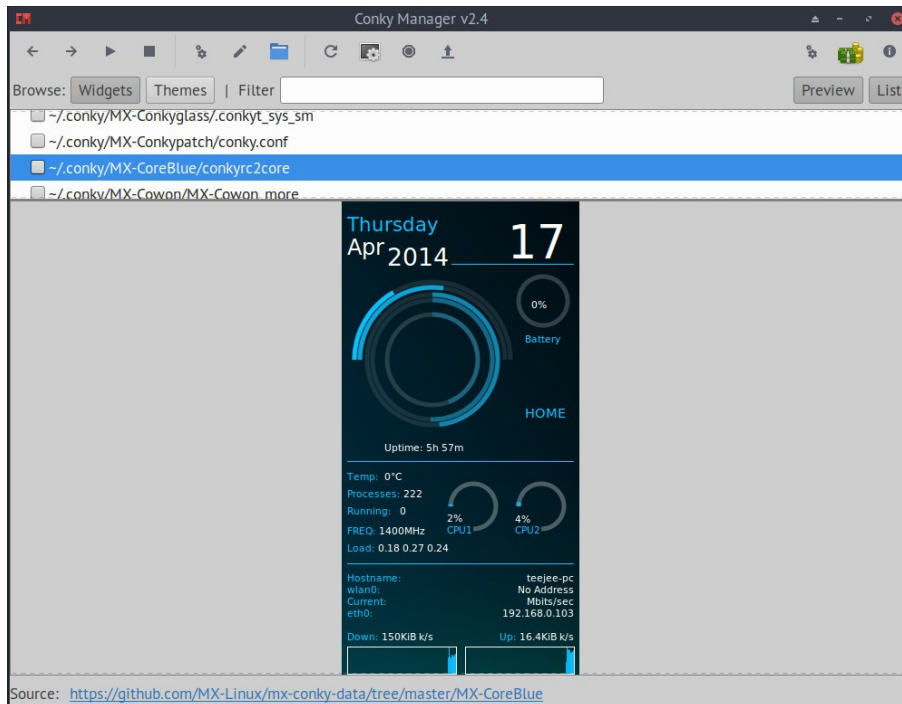 Conky Manager v2.4
Browse: Widgets Themes | Filter Preview List
~/.conky/MX-Conkyglass/.conkyt_sys_sm
~/.conky/MX-Conkypatch/conky.conf
~/.conky/MX-CoreBlue/conkyrc2core
~/.conky/MX-Cowon/MX-Cowon_more
Thursday
Apr 2014 17
0%
Battery
HOME
Uptime: 5h 57m
Temp: 0°C
Processes: 222
Running: 0
2% 4%
FREQ: 1400MHz CPU1 CPU2
Load: 0.18 0.27 0.24
Hostname: teejee-pc
wlan0: No Address
Current: Mbits/sec
eth0: 192.168.0.103
Down: 150KiB k/s Up: 16.4KiB k/s
Source: https://github.com/MX-Linux/mx-conky-data/tree/master/MX-CoreBlue